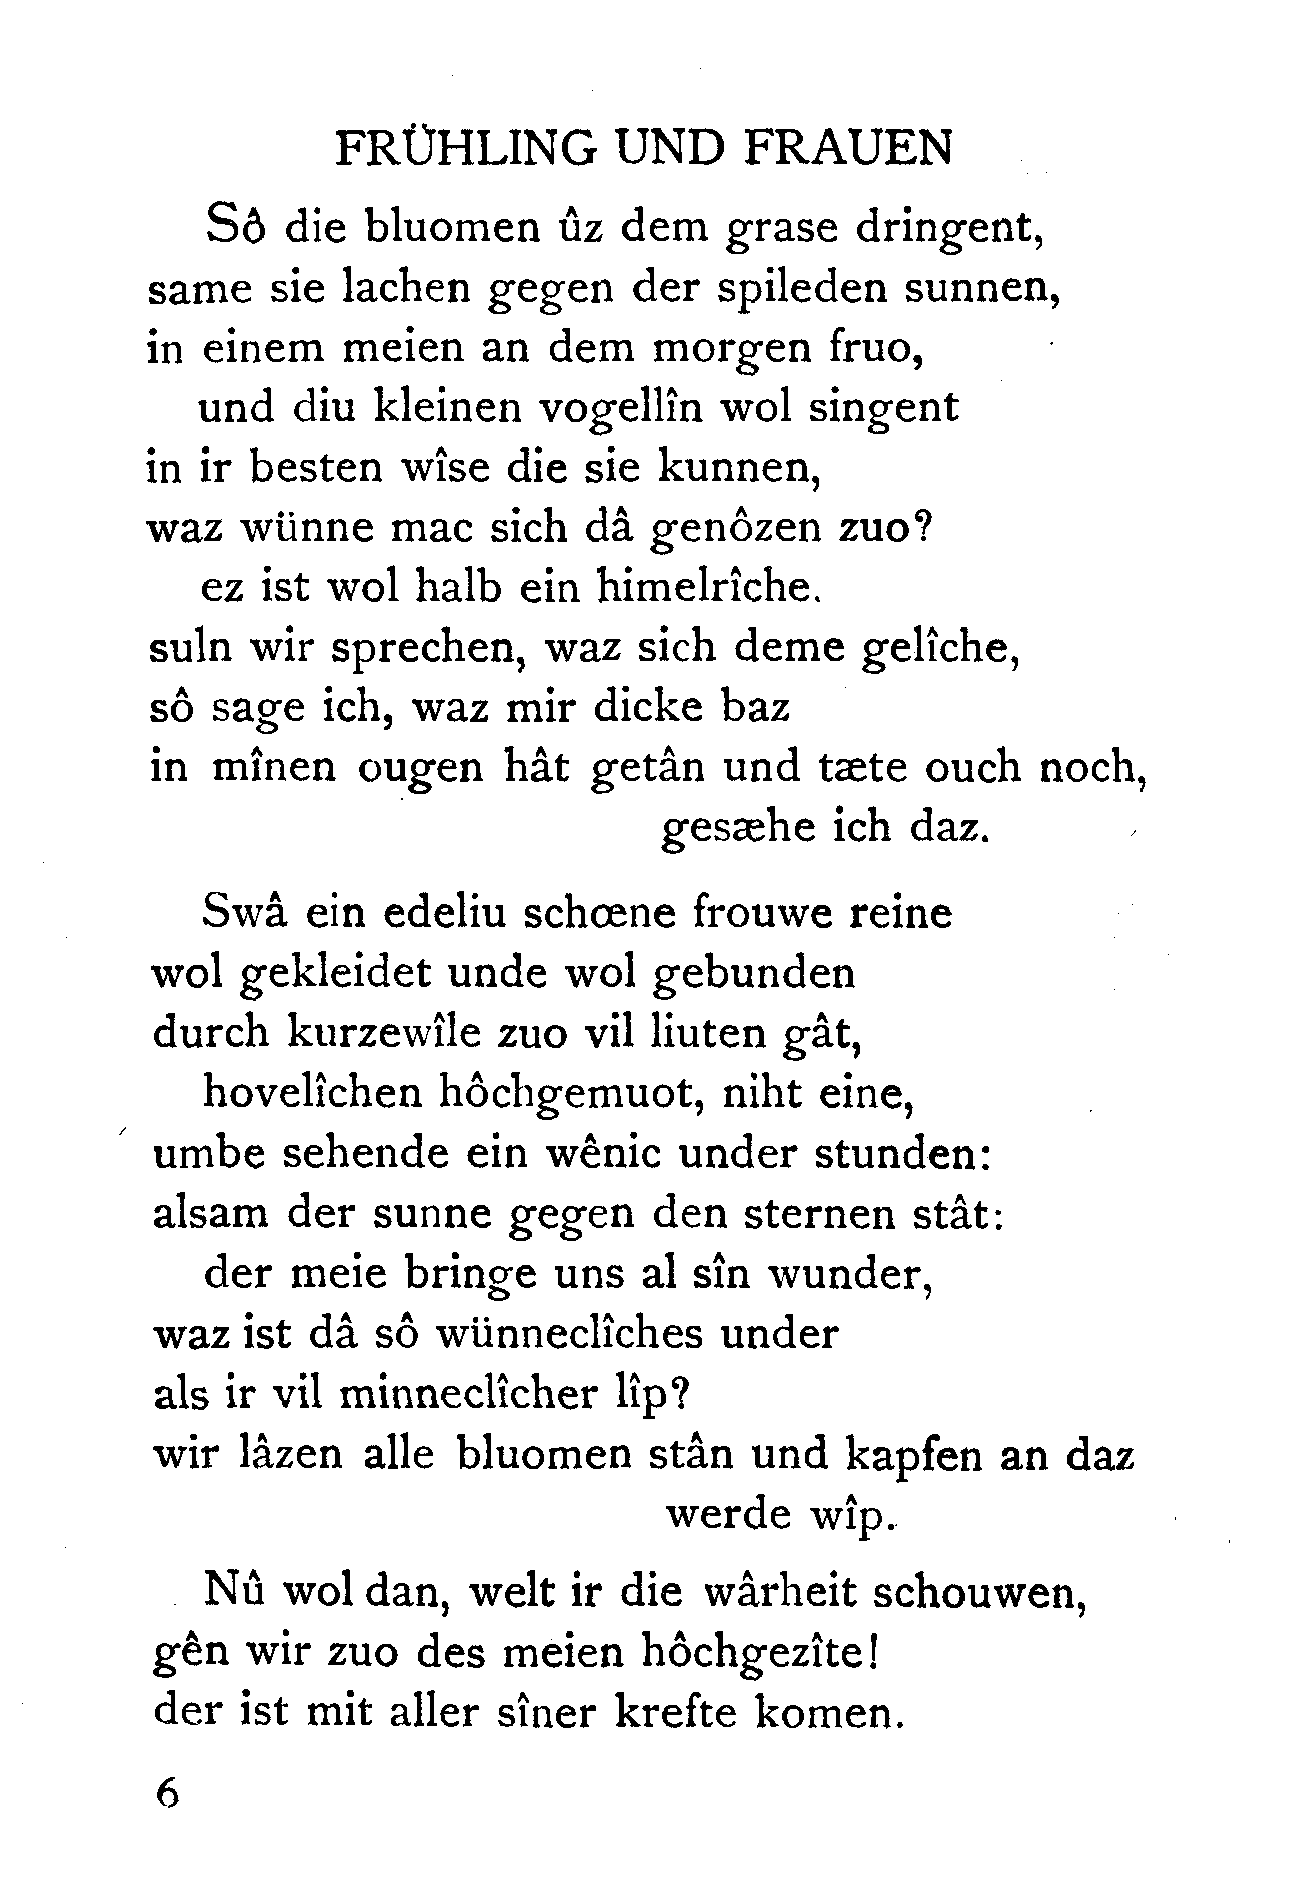 FRÜHLING UND FRAUEN
Sô die bluomen ûz dem grase dringent,
same sie lachen gegen der spileden sunnen,
in einem meien an dem morgen fruo,
und diu kleinen vogellîn wol singent
in ir besten wîse die sie kunnen,
waz wünne mac sich dâ genôzen zuo?
ez ist wol halb ein himelrîche.
suln wir sprechen, waz sich deme gelîche,
sô sage ich, waz mir dicke baz
in mînen ougen hât getân und tæte ouch noch,
gesæhe ich daz.
Swâ ein edeliu schœne frouwe reine
wol gekleidet unde wol gebunden
durch kurzewîle zuo vil liuten gât,
hovelîchen hôchgemuot, niht eine,
umbe sehende ein wênic under stunden:
alsam der sunne gegen den sternen stât:
der meie bringe uns al sîn wunder,
waz ist dâ sô wünneclîches under
als ir vil minneclîcher lîp?
wir lâzen alle bluomen stân und kapfen an daz
werde wîp.
Nû wol dan, welt ir die wârheit schouwen,
gên wir zuo des meien hôchgezîte!
der ist mit aller sîner krefte komen.
6